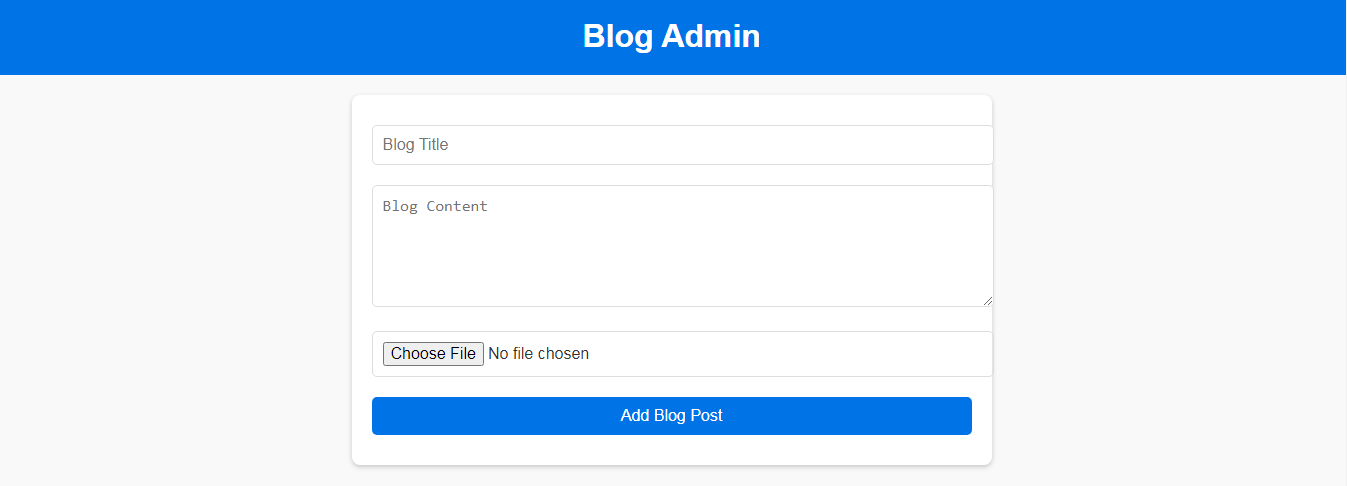 Blog Admin
Blog Title
Blog Content
Choose File No file chosen
Add Blog Post